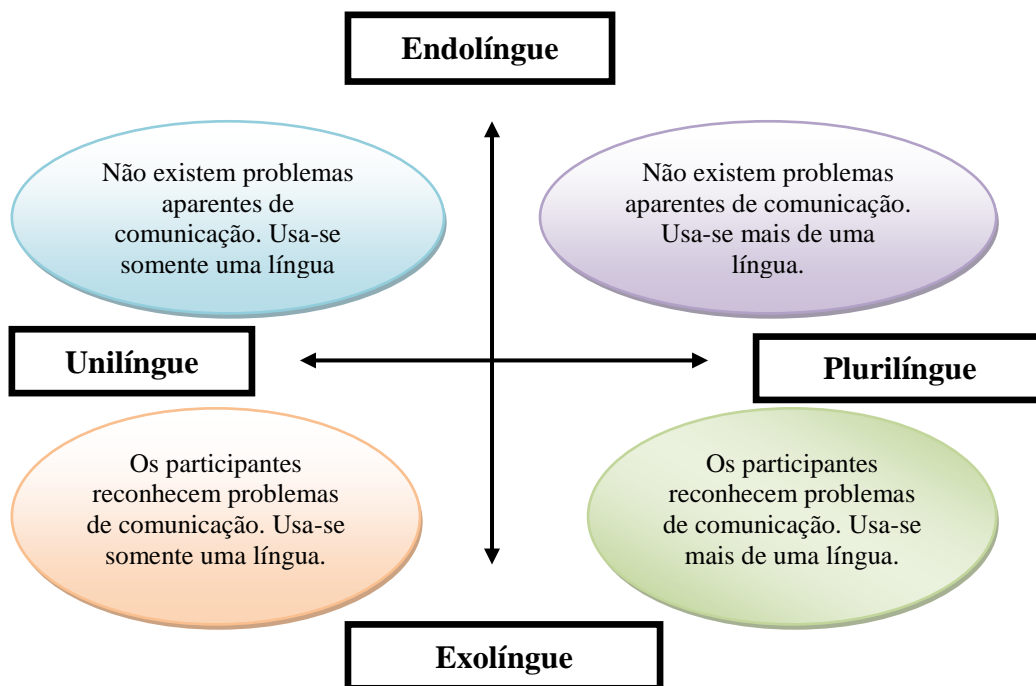 Endolíngue
Não existem problemas
aparentes de
comunicação. Usa-se
somente uma língua
Não existem problemas
aparentes de comunicação.
Usa-se mais de uma
língua.
Unilíngue
Plurilíngue
Os participantes
reconhecem problemas
de comunicação. Usa-se
somente uma língua.
Os participantes
reconhecem problemas
de comunicação. Usa-se
mais de uma língua.
Exolíngue